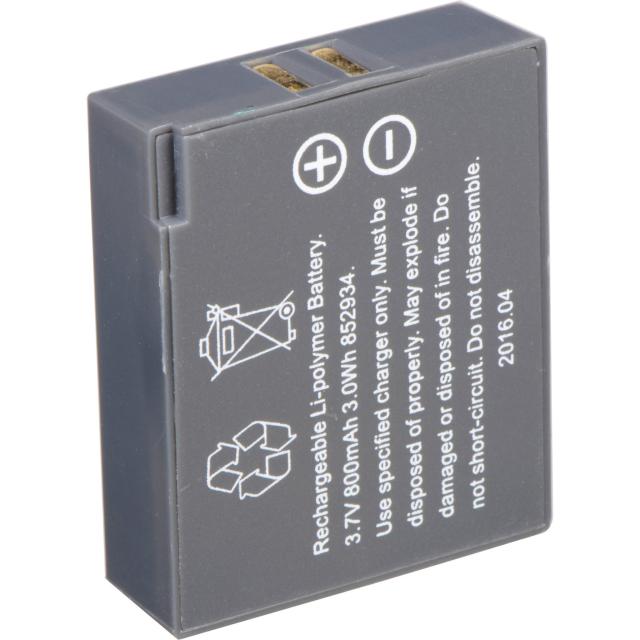 + −
Rechargeable Li-polymer Battery.
3.7V 800mAh 3.0Wh 852934.
Use specified charger only. Must be
disposed of properly. May explode if
damaged or disposed of in fire. Do
not short-circuit. Do not disassemble.
2016.04